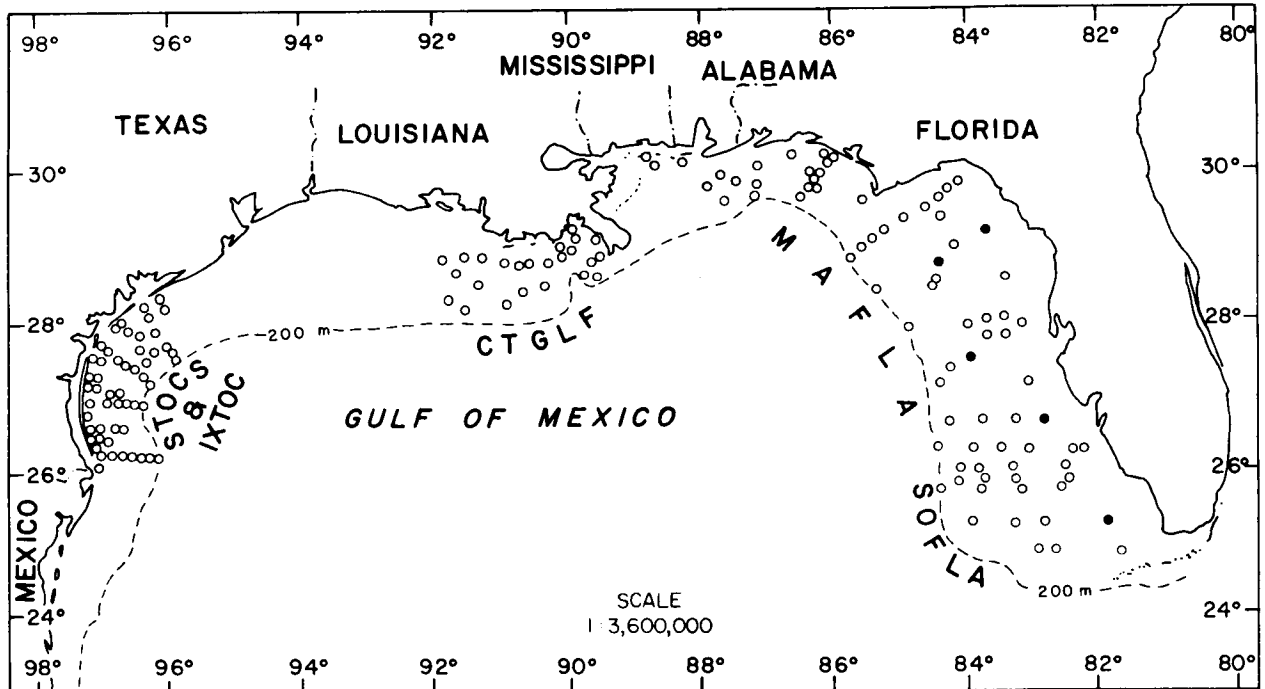 98° 96° 94° 92° 90° 88° 86° 84° 82° 80°
MISSISSIPPI ALABAMA
TEXAS LOUISIANA FLORIDA
30° 30°
MAFLA
28° 200 m CTGLF 28°
STOCS
&
IXTOC
GULF OF MEXICO
26° 26°
SOFLA
MEXICO
200 m
24° SCALE 24°
1:3,600,000
98° 96° 94° 92° 90° 88° 86° 84° 82° 80°